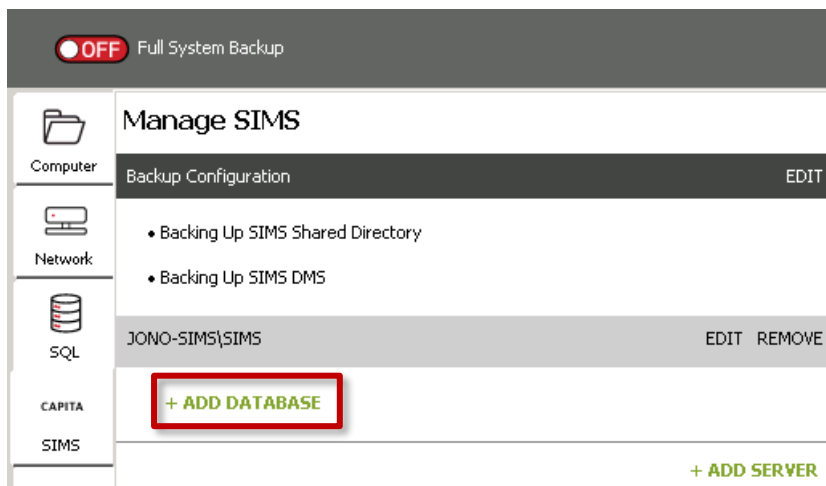 OFF Full System Backup
Computer
Network
SQL
CAPITA
SIMS
Manage SIMS
Backup Configuration EDIT
• Backing Up SIMS Shared Directory
• Backing Up SIMS DMS
JONO-SIMS\SIMS EDIT REMOVE
+ ADD DATABASE
+ ADD SERVER